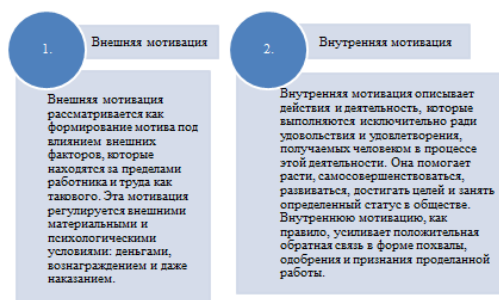 1.
Внешняя мотивация
Внешняя мотивация
рассматривается как
формирование мотива под
влиянием внешних
факторов, которые
находятся за пределами
работника и труда как
такового. Эта мотивация
регулируется внешними
материальными и
психологическими
условиями: деньгами,
вознаграждением и даже
наказанием.
2.
Внутренняя мотивация
Внутренняя мотивация описывает
действия и деятельность, которые
выполняются исключительно ради
удовольствия и удовлетворения,
получаемых человеком в процессе
этой деятельности. Она помогает
расти, самосовершенствоваться,
развиваться, достигать целей и занять
определенный статус в обществе.
Внутреннюю мотивацию, как
правило, усиливает положительная
обратная связь в форме похвалы,
одобрения и признания проделанной
работы.